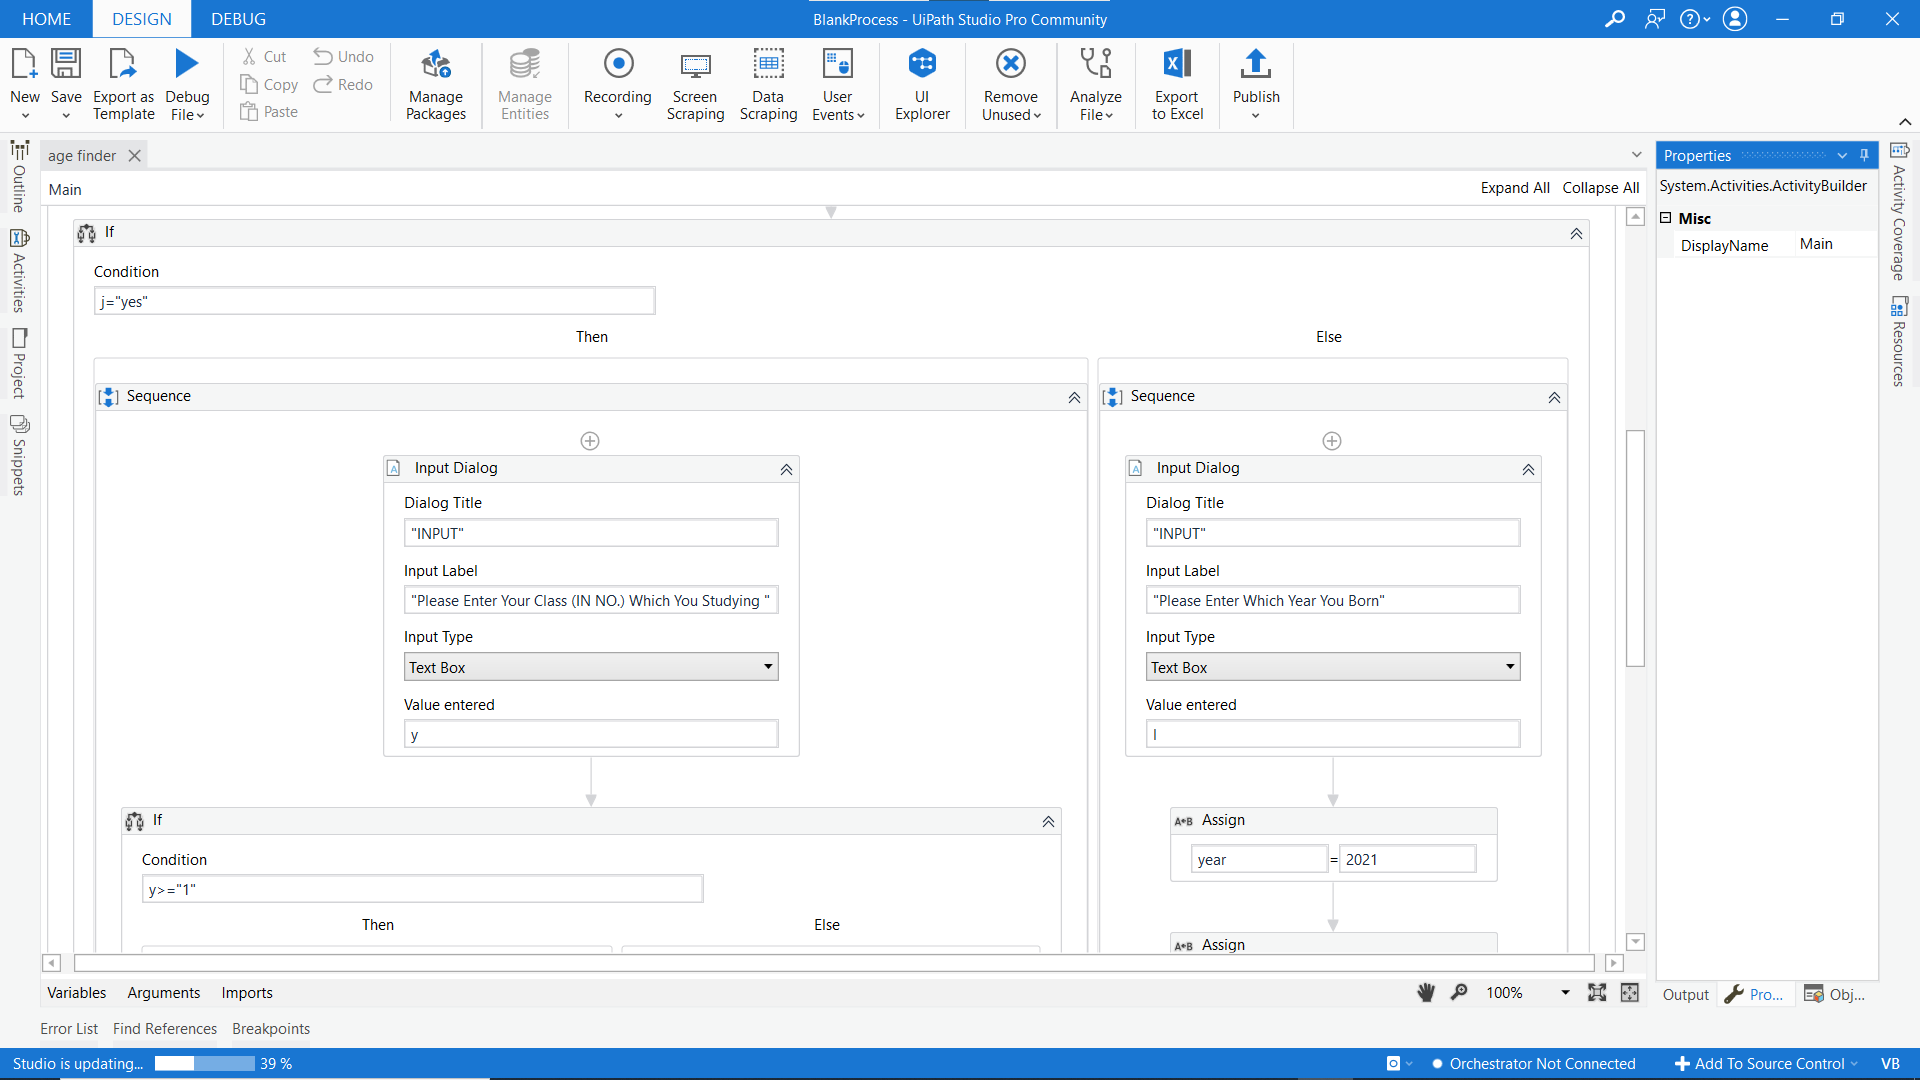 HOME DESIGN DEBUG BlankProcess - UiPath Studio Pro Community
New Save Export as Template Debug File Cut Copy Paste Undo Redo Manage Packages Manage Entities Recording Screen Scraping Data Scraping User Events UI Explorer Remove Unused Analyze File Export to Excel Publish
Outline
Activities
Project
Snippets
age finder
Main Expand All Collapse All
If
Condition
j="yes"
Then Else
Sequence Sequence
Input Dialog Input Dialog
Dialog Title Dialog Title
"INPUT" "INPUT"
Input Label Input Label
"Please Enter Your Class (IN NO.) Which You Studying " "Please Enter Which Year You Born"
Input Type Input Type
Text Box Text Box
Value entered Value entered
y l
If Assign
year = 2021
Condition
y>="1"
Then Else
Assign
Properties
System.Activities.ActivityBuilder
Misc
DisplayName Main
Activity Coverage
Resources
Variables Arguments Imports 100%
Output Pro... Obj...
Error List Find References Breakpoints
Studio is updating... 39 % Orchestrator Not Connected Add To Source Control VB